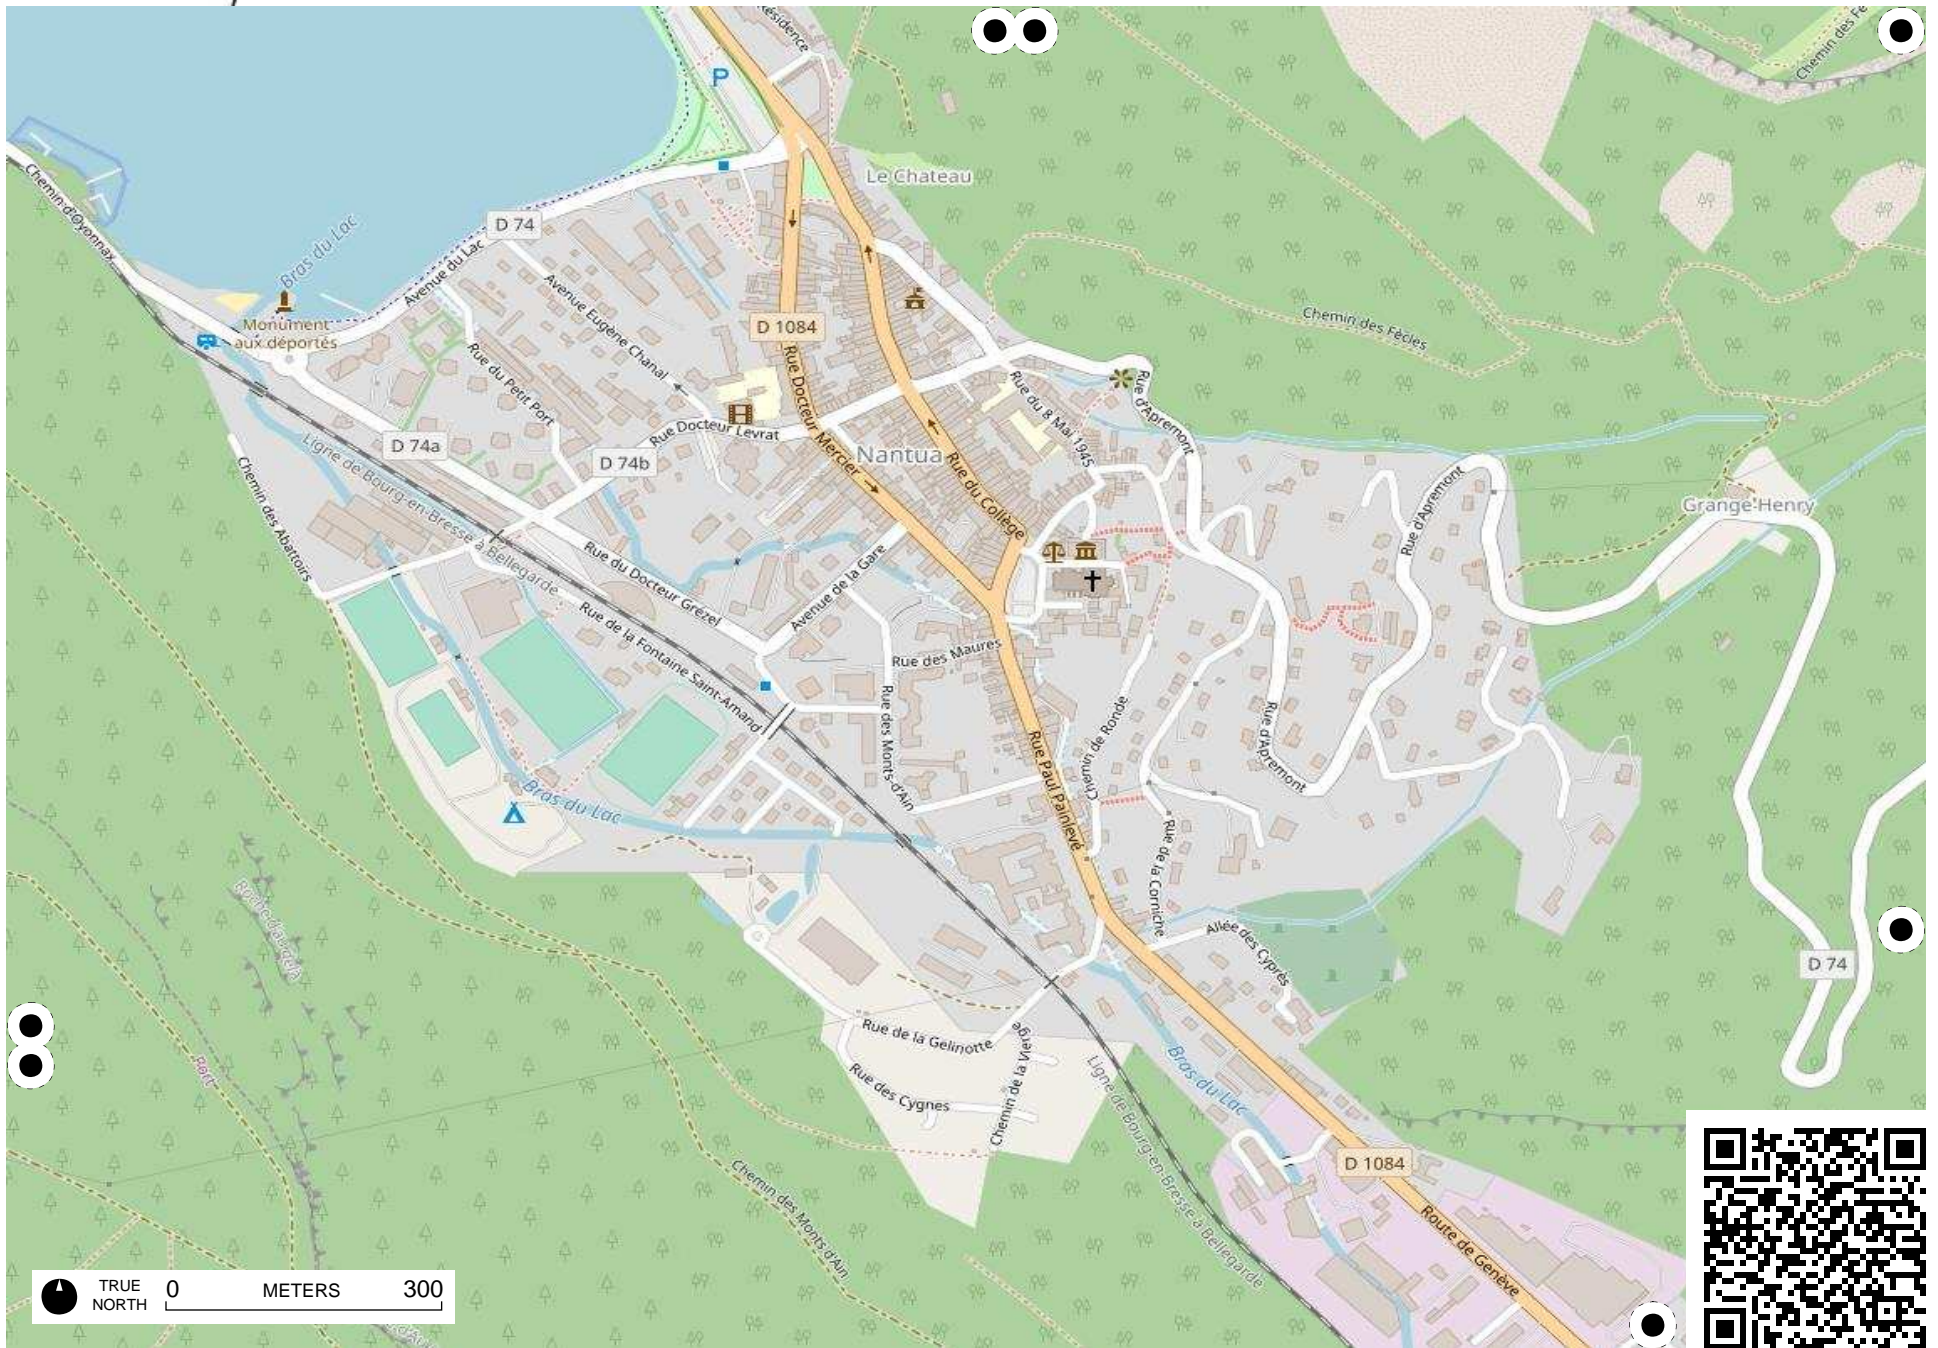 Résidence
P
Chemin des Fé
Le Chateau
Chemin d'Oyonnax
Bras du Lac
D 74
Avenue du Lac
Avenue Eugène Chanal
Monument
aux déportés
D 1084
Chemin des Fècles
Rue du Petit Port
Rue Docteur Mercier
Rue du 8 Mai 1945
Rue d'Apremont
Rue Docteur Levrat
D 74a
D 74b
Nantua
Rue du Collège
Rue d'Apremont
Grange-Henry
Ligne de Bourg-en-Bresse à Bellegarde
Chemin des Abattoirs
Rue du Docteur Grézel
Avenue de la Gare
Rue de la Fontaine Saint-Arnand
Rue des Maures
Rue des Monts-d'Ain
Rue Paul Painlevé
Chemin de Ronde
Rue d'Apremont
Bras du Lac
Rue de la Corniche
Allée des Cyprès
D 74
Rue de la Gelinotte
Chemin de la Vierge
Rue des Cygnes
Port
Bras du Lac
Ligne de Bourg-en-Bresse à Bellegarde
D 1084
Chemin des Monts d'Ain
Route de Genève
TRUE
NORTH
0 METERS 300